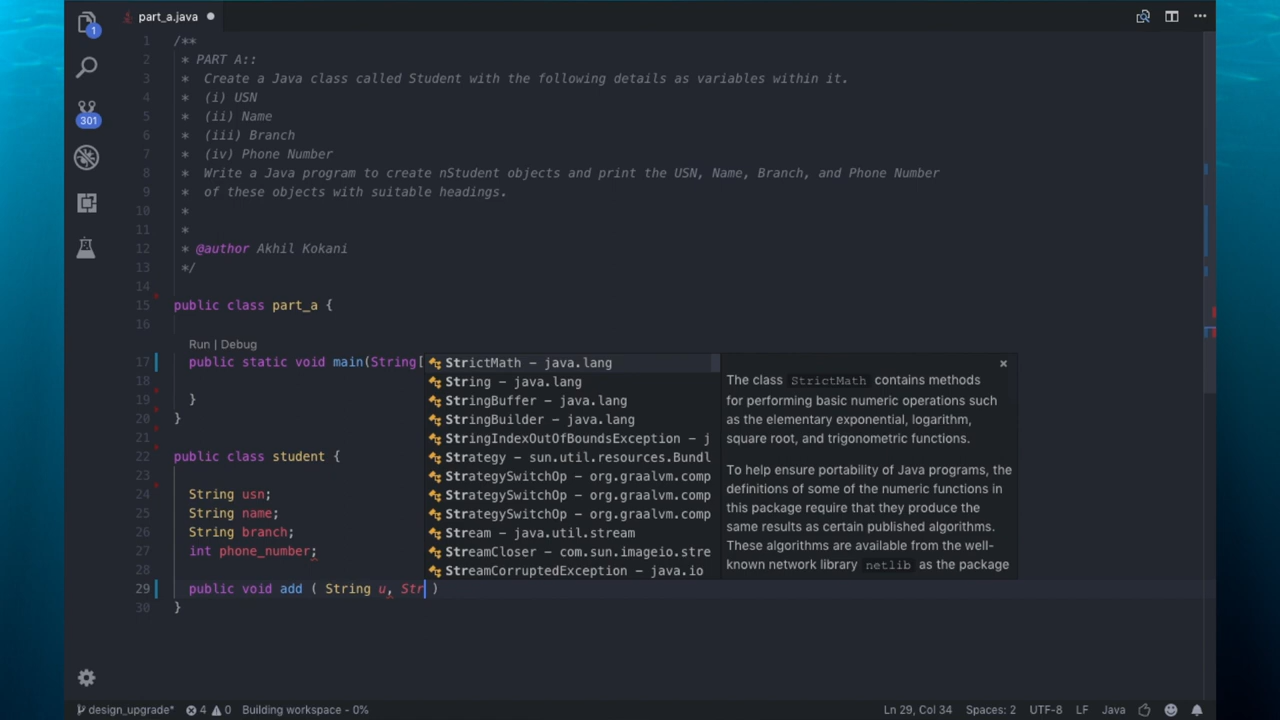 part_a.java
1
301
1 /**
2 * PART A::
3 * Create a Java class called Student with the following details as variables within it.
4 * (i) USN
5 * (ii) Name
6 * (iii) Branch
7 * (iv) Phone Number
8 * Write a Java program to create nStudent objects and print the USN, Name, Branch, and Phone Number
9 * of these objects with suitable headings.
10 *
11 *
12 * @author Akhil Kokani
13 */
14
15 public class part_a {
16
Run | Debug
17 public static void main(String[
18
19 }
20 }
21
22 public class student {
23
24 String usn;
25 String name;
26 String branch;
27 int phone_number;
28
29 public void add ( String u, Str )
30 }
StrictMath – java.lang
String – java.lang
StringBuffer – java.lang
StringBuilder – java.lang
StringIndexOutOfBoundsException – j
Strategy – sun.util.resources.Bundl
StrategySwitchOp – org.graalvm.comp
StrategySwitchOp – org.graalvm.comp
StrategySwitchOp – org.graalvm.comp
Stream – java.util.stream
StreamCloser – com.sun.imageio.stre
StreamCorruptedException – java.io
The class StrictMath contains methods
for performing basic numeric operations such
as the elementary exponential, logarithm,
square root, and trigonometric functions.
To help ensure portability of Java programs, the
definitions of some of the numeric functions in
this package require that they produce the
same results as certain published algorithms.
These algorithms are available from the well-
known network library netlib as the package
design_upgrade* 4 0 Building workspace - 0% Ln 29, Col 34 Spaces: 2 UTF-8 LF Java